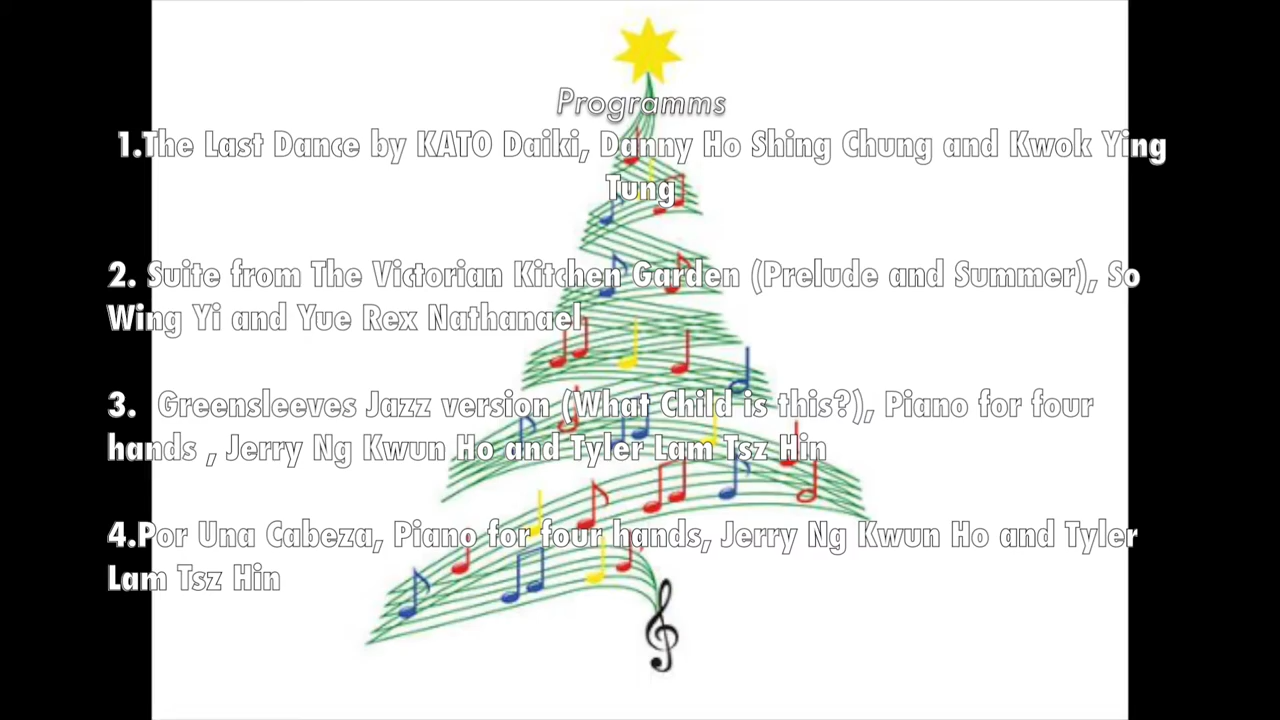 Programms
1.The Last Dance by KATO Daiki, Danny Ho Shing Chung and Kwok Ying
Tung
2. Suite from The Victorian Kitchen Garden (Prelude and Summer), So
Wing Yi and Yue Rex Nathanael
3.  Greensleeves Jazz version (What Child is this?), Piano for four
hands , Jerry Ng Kwun Ho and Tyler Lam Tsz Hin
4.Por Una Cabeza, Piano for four hands, Jerry Ng Kwun Ho and Tyler
Lam Tsz Hin